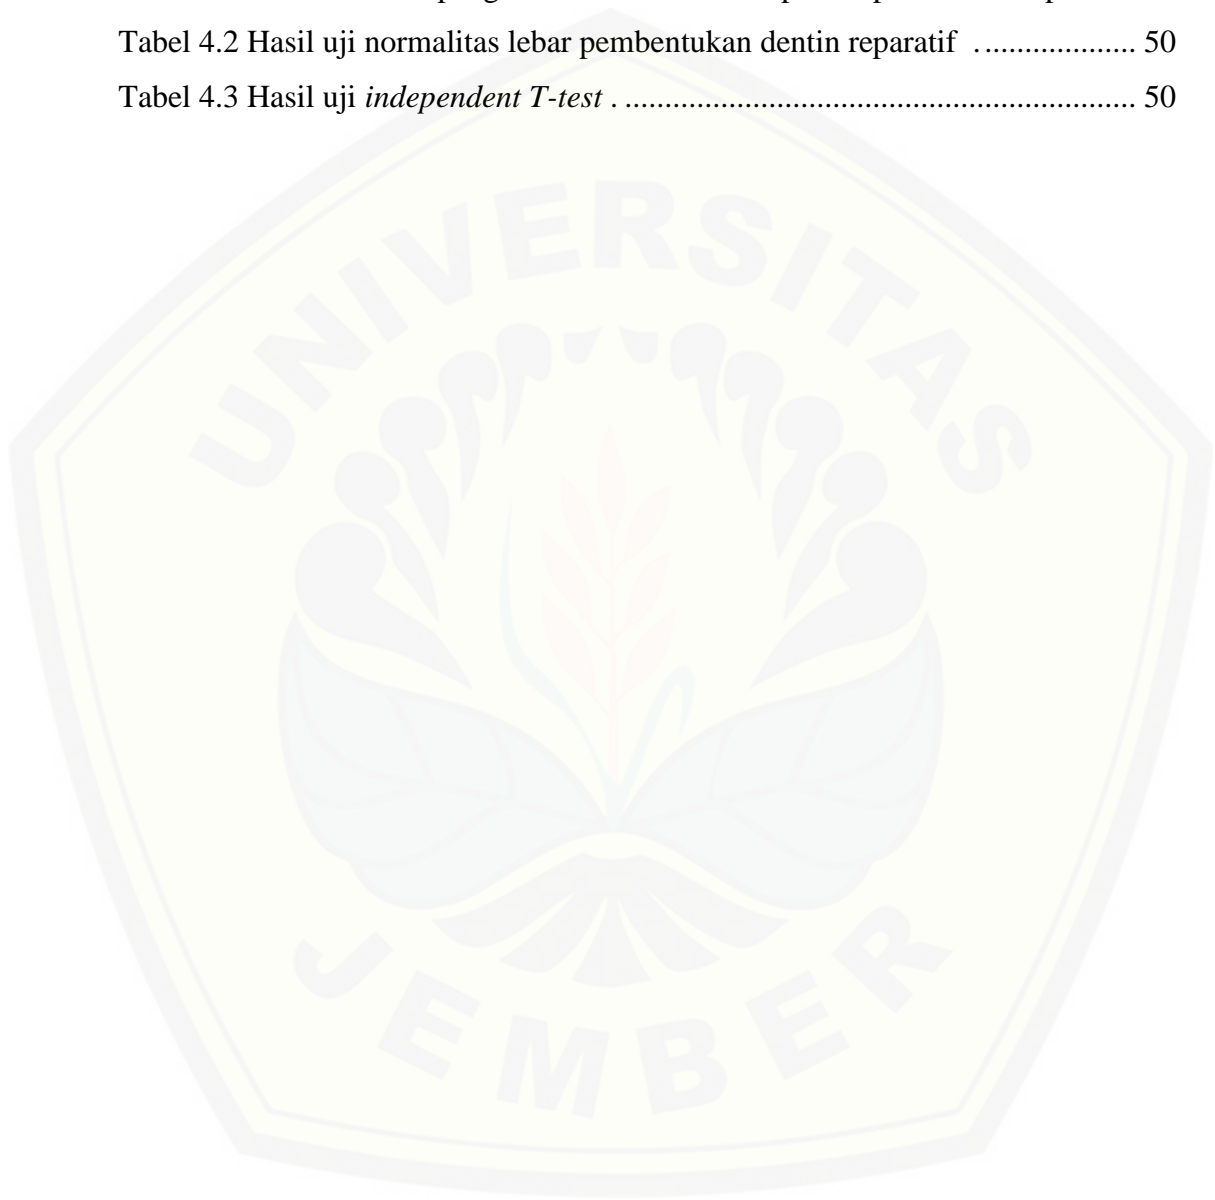 Tabel 4.2 Hasil uji normalitas lebar pembentukan dentin reparatif ..................... 50
Tabel 4.3 Hasil uji independent T-test . ................................................................. 50
UNIVERSITAS
JEMBER